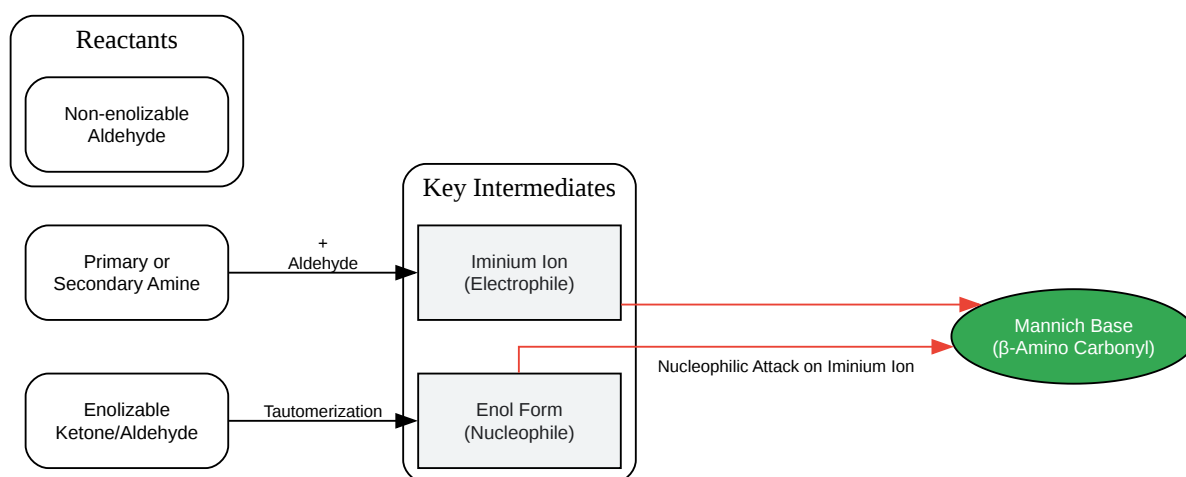 Reactants
Non-enolizable
Aldehyde
Key Intermediates
Primary or
Secondary Amine
+
Aldehyde
Iminium Ion
(Electrophile)
Mannich Base
(β-Amino Carbonyl)
Nucleophilic Attack on Iminium Ion
Enolizable
Ketone/Aldehyde
Tautomerization
Enol Form
(Nucleophile)